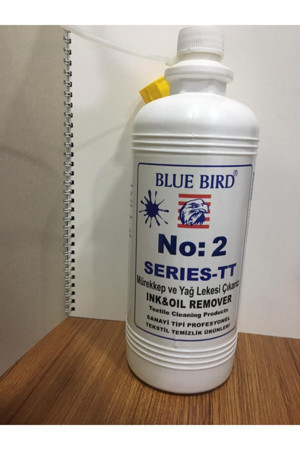 BLUE BIRD®
No: 2
SERIES-TT
Mürekkep ve Yağ Lekesi Çıkarıcı
INK&OIL REMOVER
Textile Cleaning Products
SANAYİ TİPİ PROFESYONEL
TEKSTİL TEMİZLİK ÜRÜNLERİ